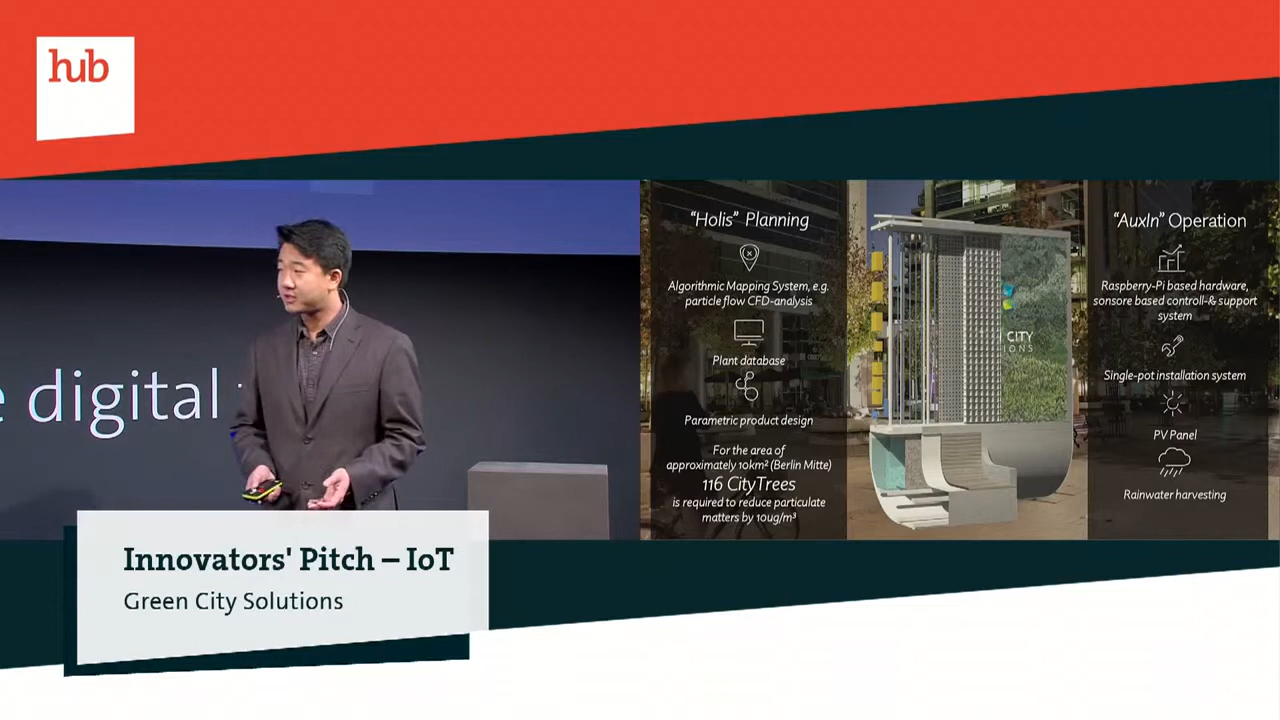 hub
e digital
"Holis" Planning
Algorithmic Mapping System, e.g.
particle flow CFD-analysis
Plant database
Parametric product design
For the area of
approximately 10km² (Berlin Mitte)
116 CityTrees
is required to reduce particulate
matters by 10ug/m³
CITY
IONS
"AuxIn" Operation
Raspberry-Pi based hardware,
sonsore based controll-& support
system
Single-pot installation system
PV Panel
Rainwater harvesting
Innovators' Pitch – IoT
Green City Solutions